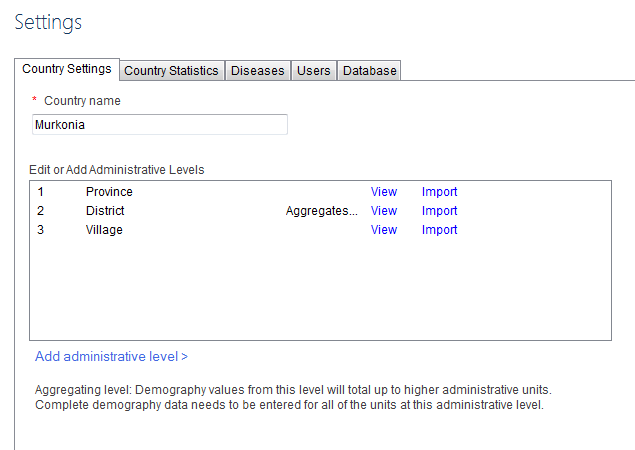 Settings
Country Settings Country Statistics Diseases Users Database
* Country name
Murkonia
Edit or Add Administrative Levels
1 Province View Import
2 District Aggregates... View Import
3 Village View Import
Add administrative level >
Aggregating level: Demography values from this level will total up to higher administrative units.
Complete demography data needs to be entered for all of the units at this administrative level.